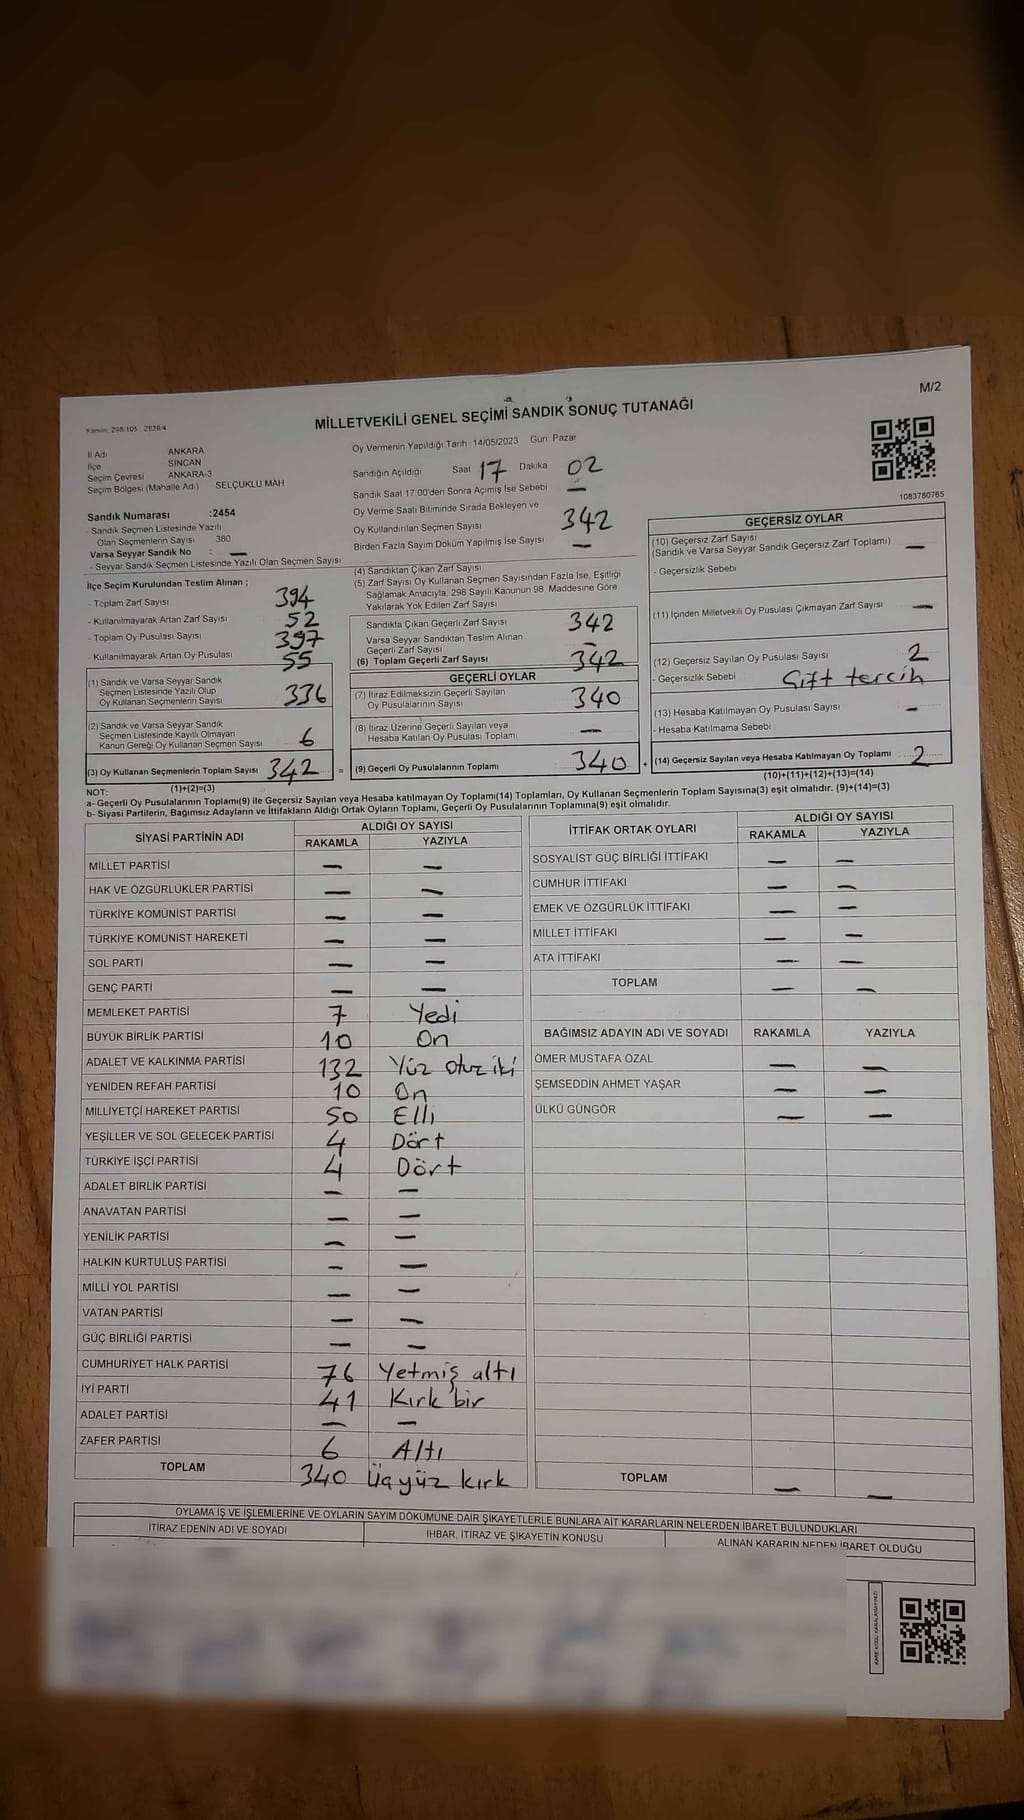 M/2
MİLLETVEKİLİ GENEL SEÇİMİ SANDIK SONUÇ TUTANAĞI
İl Adı ANKARA
İlçe SİNCAN
Seçim Çevresi ANKARA-3
Seçim Bölgesi (Mahalle Adı) SELÇUKLU MAH
Sandık Numarası :2454
- Sandık Seçmen Listesinde Yazılı
Olan Seçmenlerin Sayısı 380
Varsa Seyyar Sandık No : —
- Seyyar Sandık Seçmen Listesinde Yazılı Olan Seçmen Sayısı:
Oy Vermenin Yapıldığı Tarih 14/05/2023 Gün Pazar
Sandığın Açıldığı Saat 17 Dakika 02
Sandık Saat 17:00'den Sonra Açımış İse Sebebi —
Oy Verme Saati Bitiminde Sırada Bekleyen ve
Oy Kullandırılan Seçmen Sayısı 342
Birden Fazla Sayım Döküm Yapılmış İse Sayısı —
1083780765
İlçe Seçim Kurulundan Teslim Alınan ;
- Toplam Zarf Sayısı 394
- Kullanılmayarak Artan Zarf Sayısı 52
- Toplam Oy Pusulası Sayısı 397
- Kullanılmayarak Artan Oy Pusulası 55
(1) Sandık ve Varsa Seyyar Sandık
Seçmen Listesinde Yazılı Olup
Oy Kullanan Seçmenlerin Sayısı 336
(2) Sandık ve Varsa Seyyar Sandık
Seçmen Listesinde Kayıtlı Olmayan
Kanun Gereği Oy Kullanan Seçmen Sayısı 6
(3) Oy Kullanan Seçmenlerin Toplam Sayısı 342 =
(1)+(2)=(3)
(4) Sandıktan Çıkan Zarf Sayısı
(5) Zarf Sayısı Oy Kullanan Seçmen Sayısından Fazla İse, Eşitliği
Sağlamak Amacıyla, 298 Sayılı Kanunun 98. Maddesine Göre
Yakılarak Yok Edilen Zarf Sayısı
Sandıkta Çıkan Geçerli Zarf Sayısı 342
Varsa Seyyar Sandıktan Teslim Alınan
Geçerli Zarf Sayısı —
(6) Toplam Geçerli Zarf Sayısı 342
GEÇERLİ OYLAR
(7) İtiraz Edilmeksizin Geçerli Sayılan
Oy Pusulalarının Sayısı 340
(8) İtiraz Üzerine Geçerli Sayılan veya
Hesaba Katılan Oy Pusulası Toplamı —
(9) Geçerli Oy Pusulalarının Toplamı 340 +
GEÇERSİZ OYLAR
(10) Geçersiz Zarf Sayısı
(Sandık ve Varsa Seyyar Sandık Geçersiz Zarf Toplamı) —
- Geçersizlik Sebebi
(11) İçinden Milletvekili Oy Pusulası Çıkmayan Zarf Sayısı —
(12) Geçersiz Sayılan Oy Pusulası Sayısı 2
- Geçersizlik Sebebi Çift tercih
(13) Hesaba Katılmayan Oy Pusulası Sayısı —
- Hesaba Katılmama Sebebi :
(14) Geçersiz Sayılan veya Hesaba Katılmayan Oy Toplamı 2
(10)+(11)+(12)+(13)=(14)
NOT:
a- Geçerli Oy Pusulalarının Toplamı(9) ile Geçersiz Sayılan veya Hesaba katılmayan Oy Toplamı(14) Toplamları, Oy Kullanan Seçmenlerin Toplam Sayısına(3) eşit olmalıdır. (9)+(14)=(3)
b- Siyasi Partilerin, Bağımsız Adayların ve İttifakların Aldığı Ortak Oyların Toplamı, Geçerli Oy Pusulalarının Toplamına(9) eşit olmalıdır.
SİYASİ PARTİNİN ADI ALDIĞI OY SAYISI
RAKAMLA YAZIYLA
MİLLET PARTİSİ — —
HAK VE ÖZGÜRLÜKLER PARTİSİ — —
TÜRKİYE KOMÜNİST PARTİSİ — —
TÜRKİYE KOMÜNİST HAREKETİ — —
SOL PARTİ — —
GENÇ PARTİ — —
MEMLEKET PARTİSİ 7 Yedi
BÜYÜK BİRLİK PARTİSİ 10 On
ADALET VE KALKINMA PARTİSİ 132 Yüz otuz iki
YENİDEN REFAH PARTİSİ 10 On
MİLLİYETÇİ HAREKET PARTİSİ 50 Elli
YEŞİLLER VE SOL GELECEK PARTİSİ 4 Dört
TÜRKİYE İŞÇİ PARTİSİ 4 Dört
ADALET BİRLİK PARTİSİ — —
ANAVATAN PARTİSİ — —
YENİLİK PARTİSİ — —
HALKIN KURTULUŞ PARTİSİ — —
MİLLİ YOL PARTİSİ — —
VATAN PARTİSİ — —
GÜÇ BİRLİĞİ PARTİSİ — —
CUMHURİYET HALK PARTİSİ 76 Yetmiş altı
İYİ PARTİ 41 Kırk bir
ADALET PARTİSİ — —
ZAFER PARTİSİ 6 Altı
TOPLAM 340 Üçyüz kırk
İTTİFAK ORTAK OYLARI ALDIĞI OY SAYISI
RAKAMLA YAZIYLA
SOSYALİST GÜÇ BİRLİĞİ İTTİFAKI — —
CUMHUR İTTİFAKI — —
EMEK VE ÖZGÜRLÜK İTTİFAKI — —
MİLLET İTTİFAKI — —
ATA İTTİFAKI — —
TOPLAM — —
BAĞIMSIZ ADAYIN ADI VE SOYADI RAKAMLA YAZIYLA
ÖMER MUSTAFA ÖZAL — —
ŞEMSEDDİN AHMET YAŞAR — —
ÜLKÜ GÜNGÖR — —
TOPLAM — —
OYLAMA İŞ VE İŞLEMLERİNE VE OYLARIN SAYIM DÖKÜMÜNE DAİR ŞİKAYETLERLE BUNLARA AİT KARARLARIN NELERDEN İBARET BULUNDUKLARI
İTİRAZ EDENİN ADI VE SOYADI İHBAR, İTİRAZ VE ŞİKAYETİN KONUSU ALINAN KARARIN NEDEN İBARET OLDUĞU